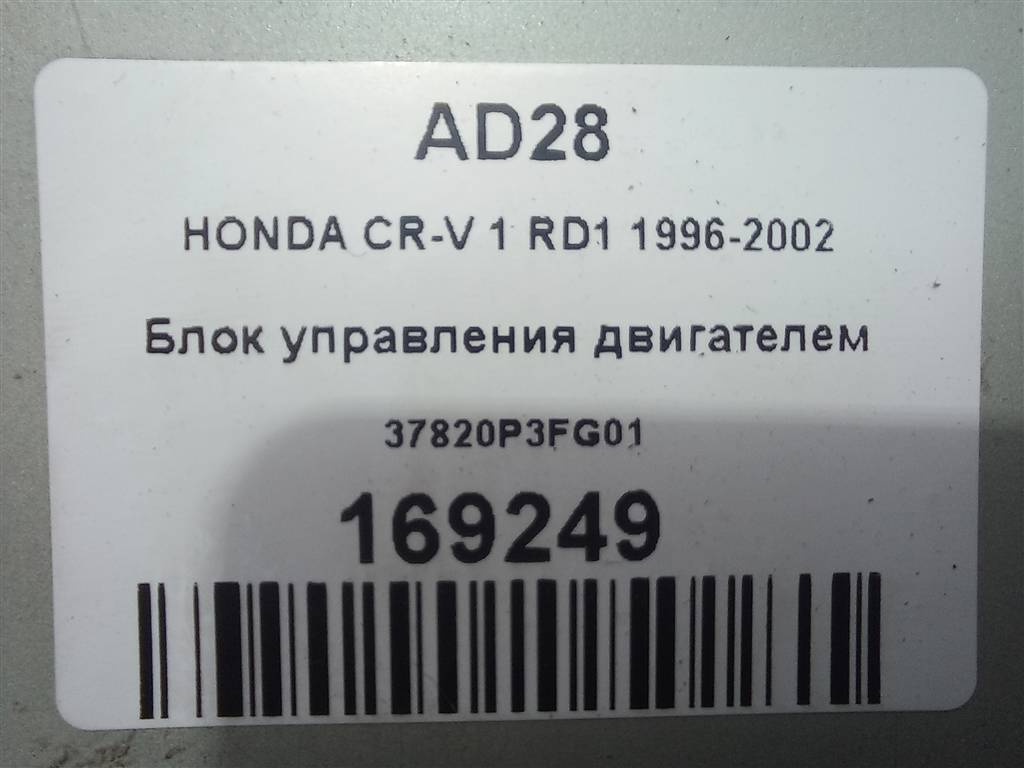 AD28
HONDA CR-V 1 RD1 1996-2002
Блок управления двигателем
37820P3FG01
169249